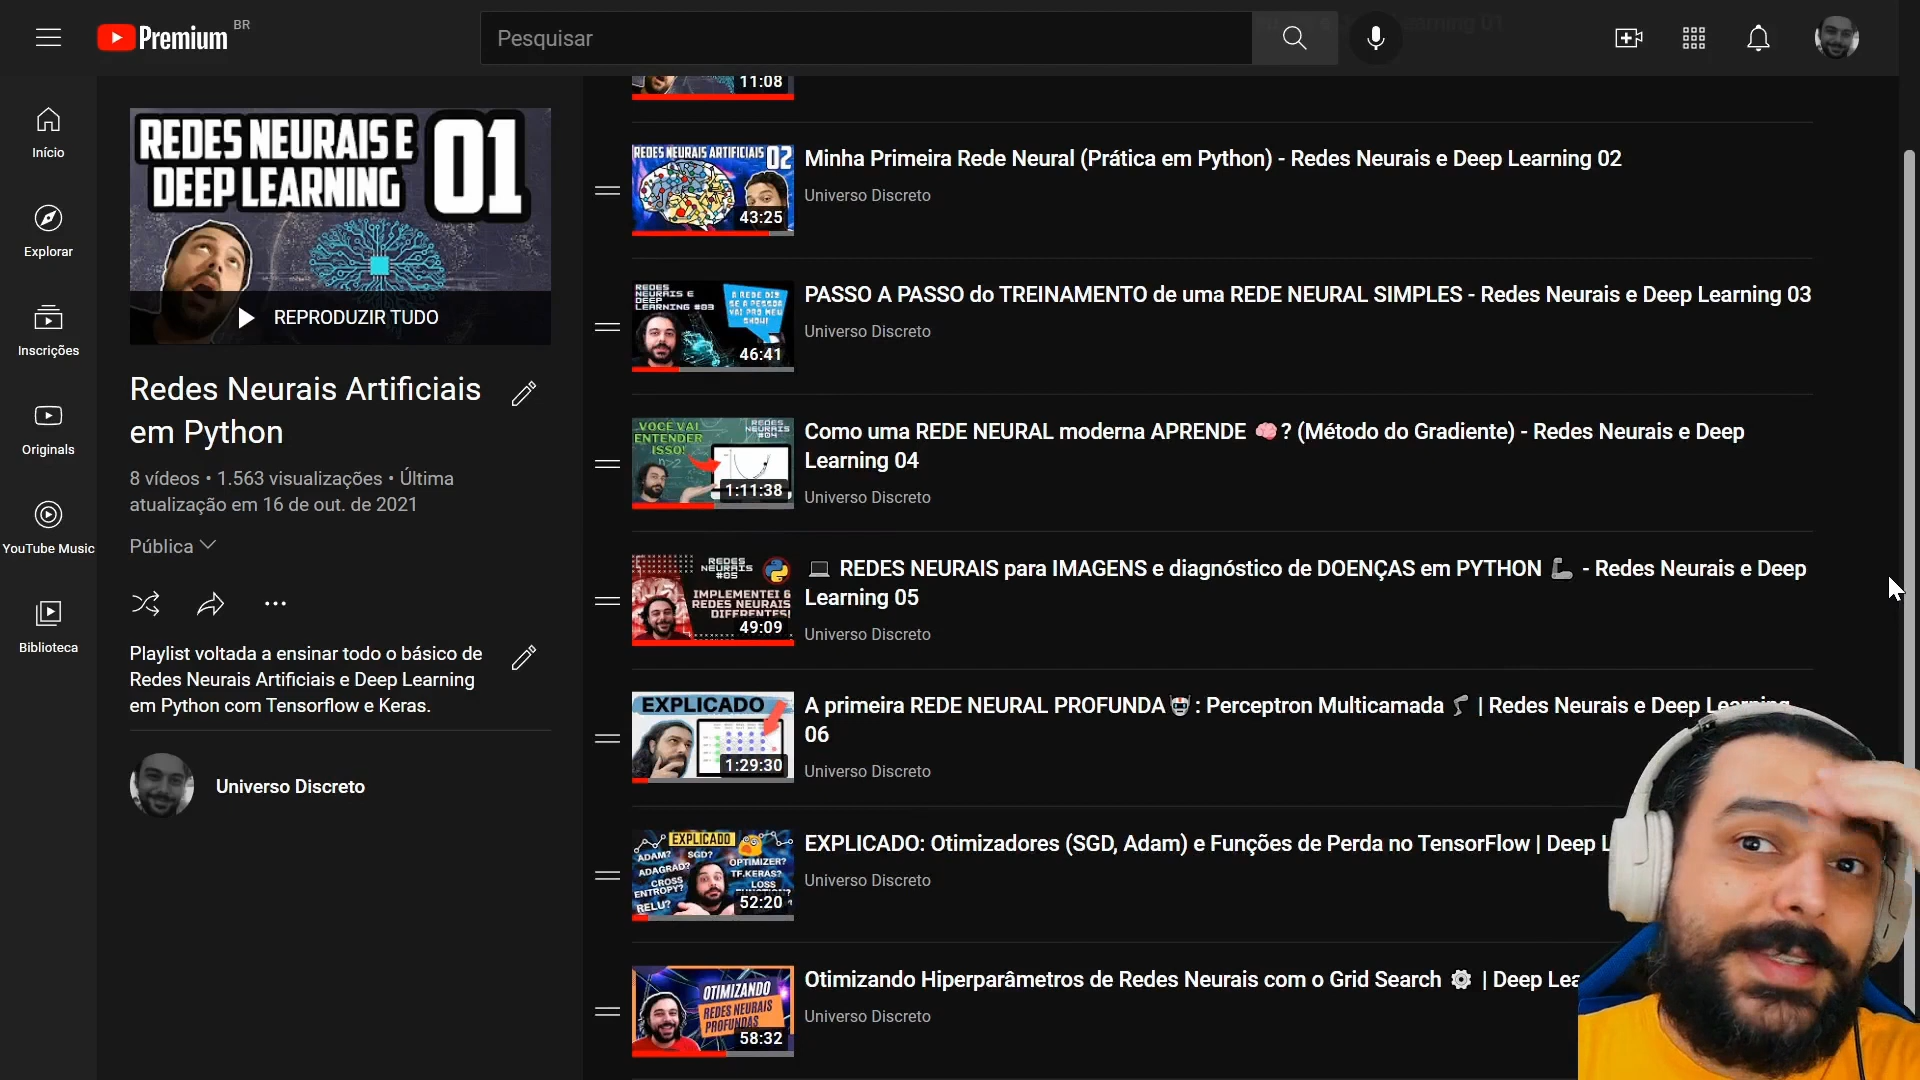 Premium BR
Pesquisar
Início
Explorar
Inscrições
Originals
YouTube Music
Biblioteca
REDES NEURAIS E
DEEP LEARNING
01
REPRODUZIR TUDO
Redes Neurais Artificiais
em Python
8 vídeos • 1.563 visualizações • Última
atualização em 16 de out. de 2021
Pública
Playlist voltada a ensinar todo o básico de
Redes Neurais Artificiais e Deep Learning
em Python com Tensorflow e Keras.
Universo Discreto
11:08
REDES NEURAIS ARTIFICIAIS 02
43:25
Minha Primeira Rede Neural (Prática em Python) - Redes Neurais e Deep Learning 02
Universo Discreto
REDES
NEURAIS E
DEEP
LEARNING #03
A REDE DIZ
SE A PESSOA
VAI PRO MEU
SHOW!
46:41
PASSO A PASSO do TREINAMENTO de uma REDE NEURAL SIMPLES - Redes Neurais e Deep Learning 03
Universo Discreto
VOCÊ VAI
ENTENDER
ISSO!
REDES
NEURAIS
#04
1:11:38
Como uma REDE NEURAL moderna APRENDE 🧠? (Método do Gradiente) - Redes Neurais e Deep
Learning 04
Universo Discreto
REDES
NEURAIS
#05
IMPLEMENTEI 6
REDES NEURAIS
DIFERENTES!
49:09
💻 REDES NEURAIS para IMAGENS e diagnóstico de DOENÇAS em PYTHON 🦾 - Redes Neurais e Deep
Learning 05
Universo Discreto
EXPLICADO
1:29:30
A primeira REDE NEURAL PROFUNDA🤖: Perceptron Multicamada 🦿 | Redes Neurais e Deep Learning
06
Universo Discreto
EXPLICADO
ADAM?
SGD?
OPTIMIZER?
ADAGRAD?
TF.KERAS?
CROSS
ENTROPY?
LOSS
FUNCTION?
RELU?
52:20
EXPLICADO: Otimizadores (SGD, Adam) e Funções de Perda no TensorFlow | Deep L
Universo Discreto
OTIMIZANDO
REDES NEURAIS
PROFUNDAS
58:32
Otimizando Hiperparâmetros de Redes Neurais com o Grid Search ⚙️ | Deep Lea
Universo Discreto